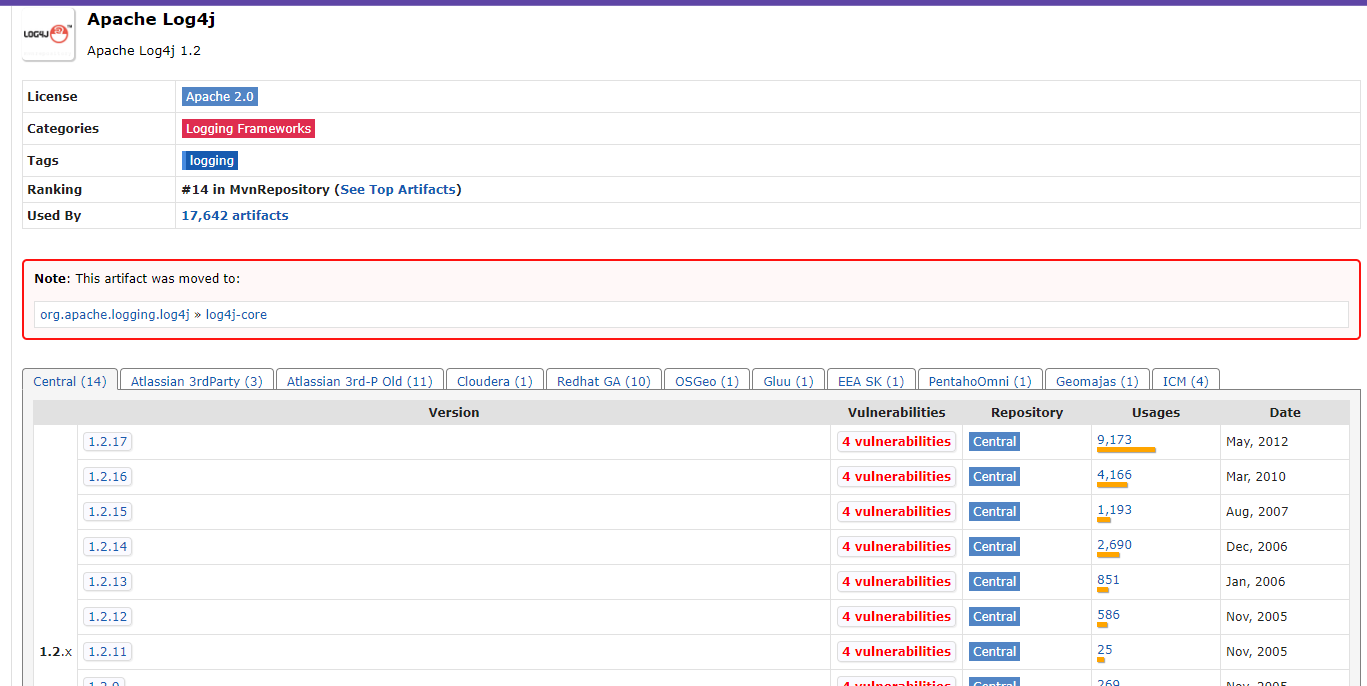 LOG4J
Apache Log4j
Apache Log4j 1.2
License Apache 2.0
Categories Logging Frameworks
Tags logging
Ranking #14 in MvnRepository (See Top Artifacts)
Used By 17,642 artifacts
Note: This artifact was moved to:
org.apache.logging.log4j » log4j-core
Central (14) Atlassian 3rdParty (3) Atlassian 3rd-P Old (11) Cloudera (1) Redhat GA (10) OSGeo (1) Gluu (1) EEA SK (1) PentahoOmni (1) Geomajas (1) ICM (4)
Version Vulnerabilities Repository Usages Date
1.2.17 4 vulnerabilities Central 9,173 May, 2012
1.2.16 4 vulnerabilities Central 4,166 Mar, 2010
1.2.15 4 vulnerabilities Central 1,193 Aug, 2007
1.2.14 4 vulnerabilities Central 2,690 Dec, 2006
1.2.13 4 vulnerabilities Central 851 Jan, 2006
1.2.12 4 vulnerabilities Central 586 Nov, 2005
1.2.x 1.2.11 4 vulnerabilities Central 25 Nov, 2005
4 vulnerabilities Central 269 Nov, 2005